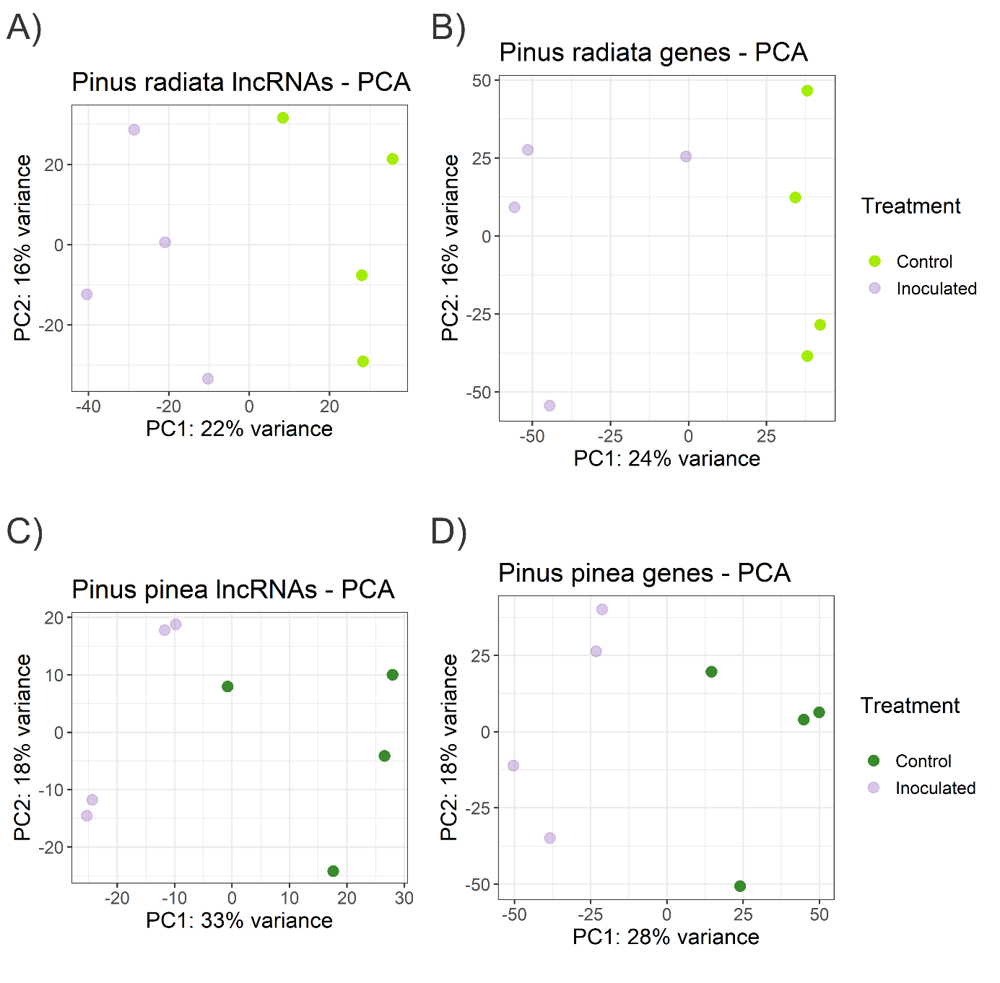 A)
Pinus radiata lncRNAs - PCA
PC2: 16% variance
20
0
-20
-40
-20
0
20
PC1: 22% variance
B)
Pinus radiata genes - PCA
PC2: 16% variance
50
25
0
-25
-50
-50
-25
0
25
PC1: 24% variance
Treatment
Control
Inoculated
C)
Pinus pinea lncRNAs - PCA
PC2: 18% variance
20
10
0
-10
-20
-20
-10
0
10
20
30
PC1: 33% variance
D)
Pinus pinea genes - PCA
PC2: 18% variance
25
0
-25
-50
-50
-25
0
25
50
PC1: 28% variance
Treatment
Control
Inoculated